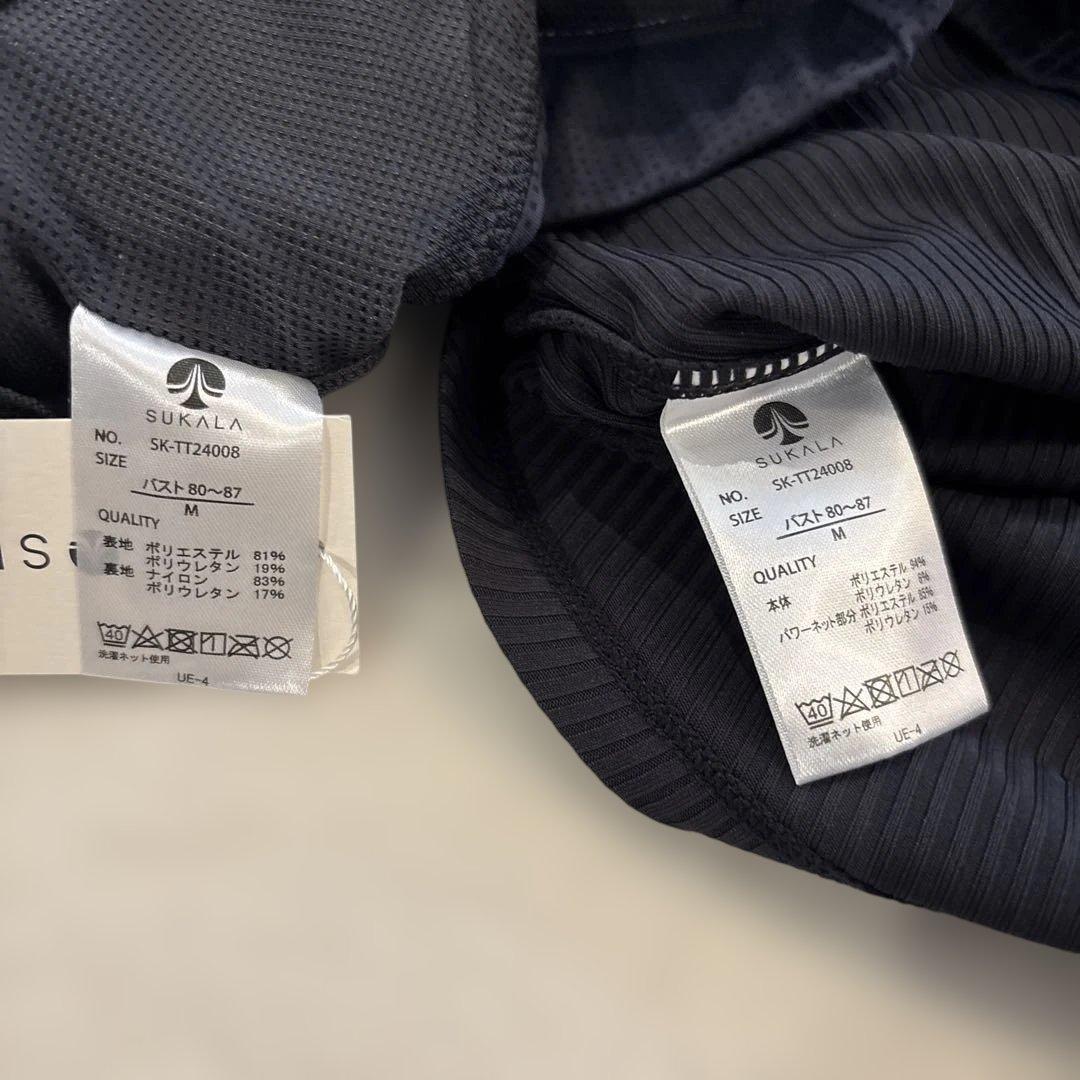 SUKALA
NO. SK-TT24008
SIZE
バスト 80～87
M
QUALITY
表地 ポリエステル 81%
ポリウレタン 19%
裏地 ナイロン 83%
ポリウレタン 17%
40
1
洗濯ネット使用
UE-4
SUKALA
NO. SK-TT24008
SIZE
バスト 80～87
M
QUALITY
本体 ポリエステル 94%
ポリウレタン 6%
パワーネット部分 ポリエステル 85%
ポリウレタン 15%
40
1
洗濯ネット使用
UE-4